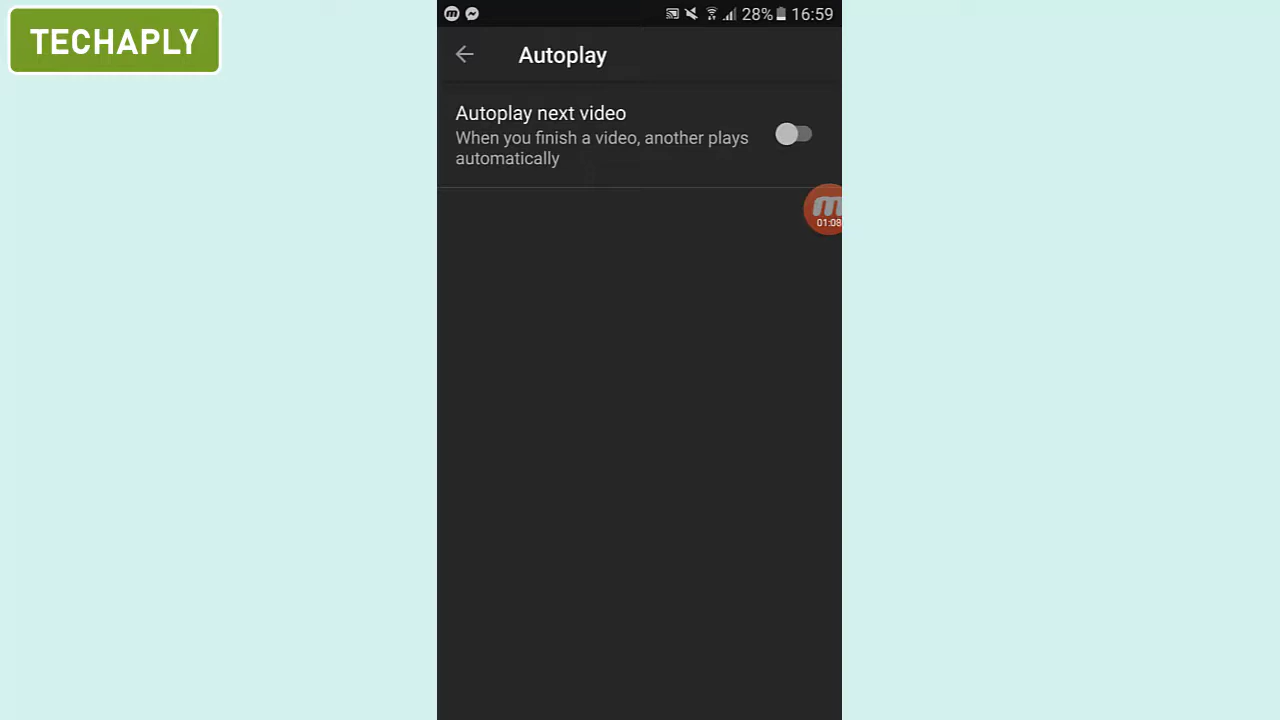 TECHAPLY
28% 16:59
Autoplay
Autoplay next video
When you finish a video, another plays
automatically
m
01:08